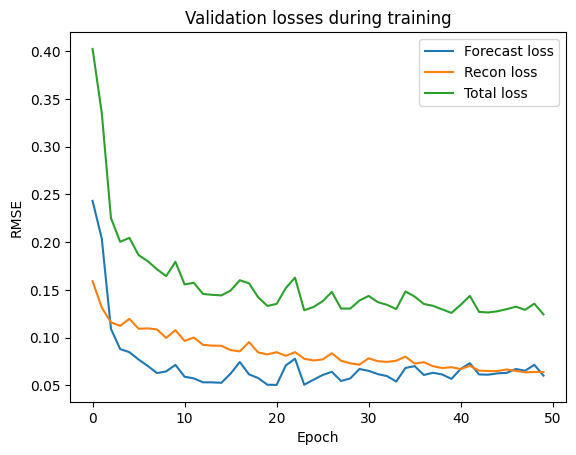 Validation losses during training
Forecast loss
Recon loss
Total loss
RMSE
0.40
0.35
0.30
0.25
0.20
0.15
0.10
0.05
0 10 20 30 40 50
Epoch